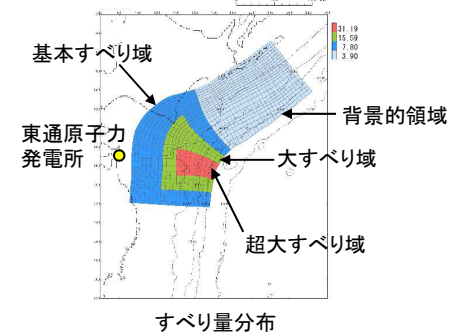 31.19
15.59
7.80
3.90
基本すべり域
背景的領域
東通原子力
発電所
大すべり域
超大すべり域
すべり量分布